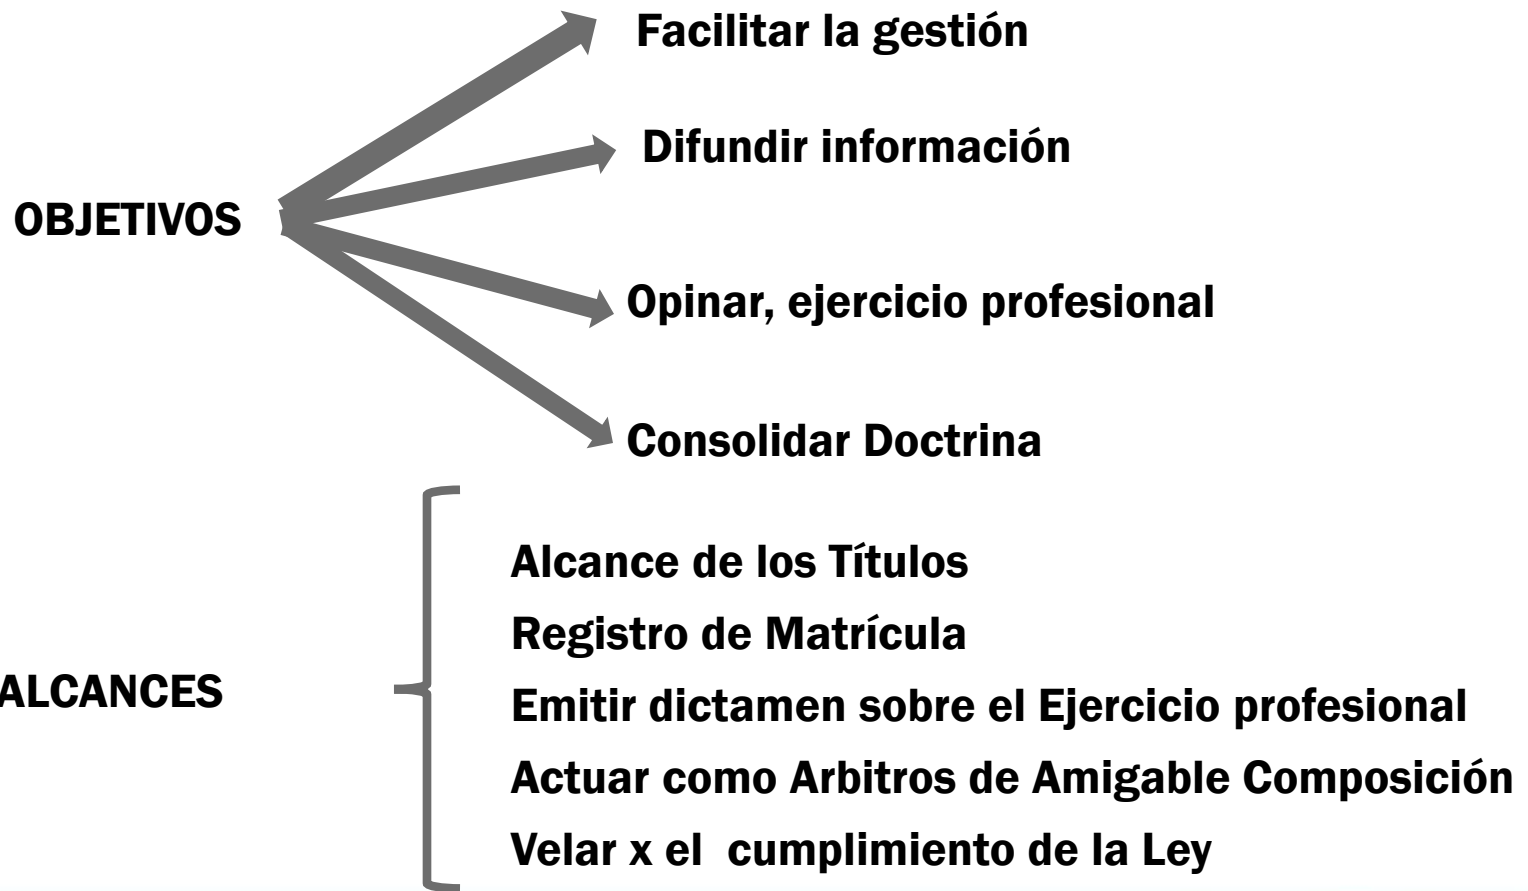 Facilitar la gestión
Difundir información
OBJETIVOS
Opinar, ejercicio profesional
Consolidar Doctrina
Alcance de los Títulos
Registro de Matrícula
ALCANCES
Emitir dictamen sobre el Ejercicio profesional
Actuar como Arbitros de Amigable Composición
Velar x el cumplimiento de la Ley